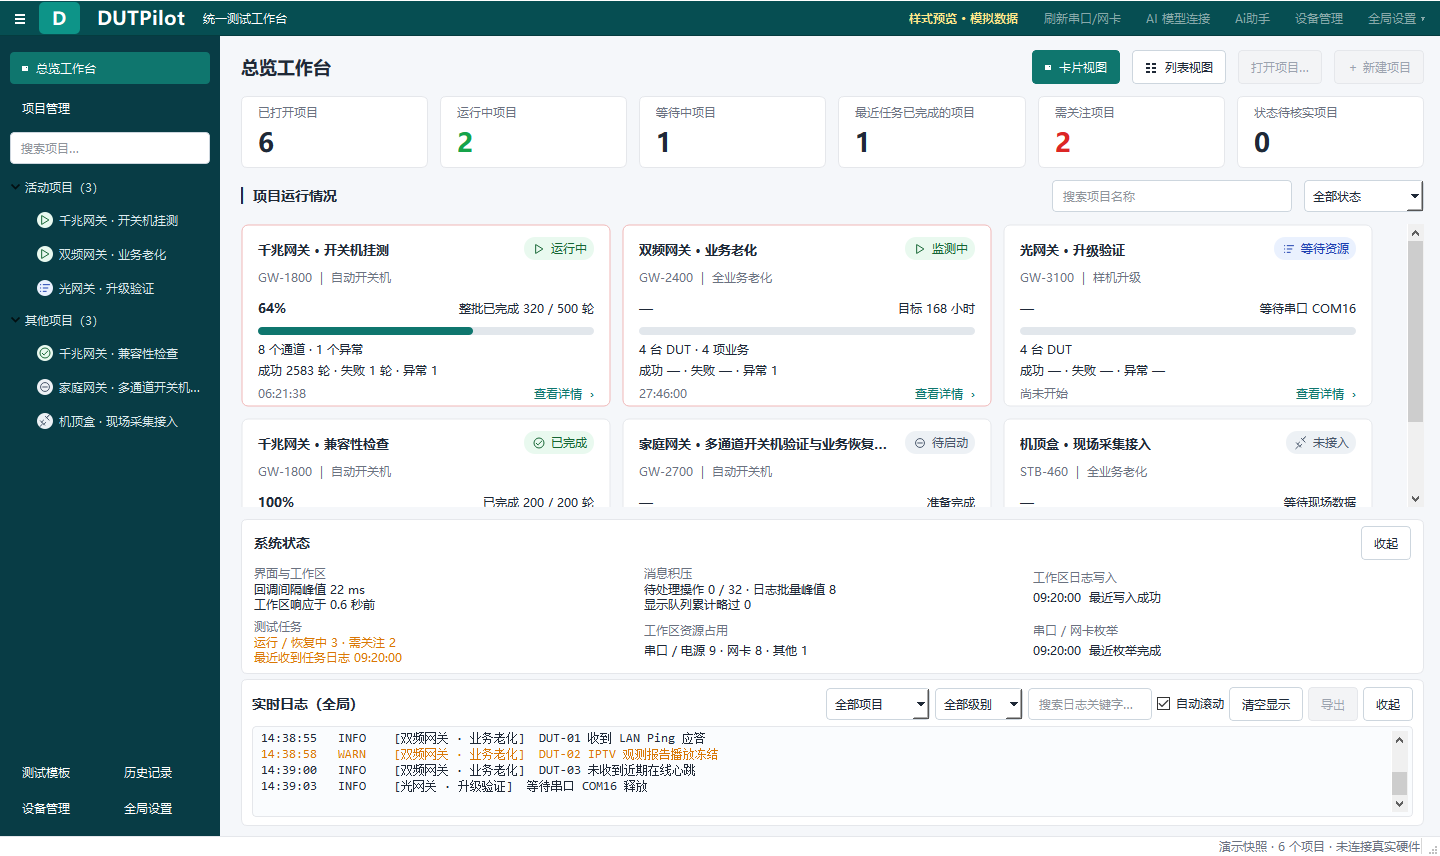 D DUTPilot 统一测试工作台 样式预览 • 模拟数据 刷新串口/网卡 AI 模型连接 Ai助手 设备管理 全局设置
总览工作台
项目管理
搜索项目...
活动项目（3）
千兆网关 · 开关机挂测
双频网关 · 业务老化
光网关 · 升级验证
其他项目（3）
千兆网关 · 兼容性检查
家庭网关 · 多通道开关机...
机顶盒 · 现场采集接入
测试模板 历史记录
设备管理 全局设置
总览工作台 卡片视图 列表视图 打开项目... + 新建项目
已打开项目
6
运行中项目
2
等待中项目
1
最近任务已完成的项目
1
需关注项目
2
状态待核实项目
0
项目运行情况 搜索项目名称 全部状态
千兆网关 • 开关机挂测 运行中
GW-1800 | 自动开关机
64% 整批已完成 320 / 500 轮
8 个通道 · 1 个异常
成功 2583 轮 · 失败 1 轮 · 异常 1
06:21:38 查看详情 ›
双频网关 • 业务老化 监测中
GW-2400 | 全业务老化
— 目标 168 小时
4 台 DUT · 4 项业务
成功 — · 失败 — · 异常 1
27:46:00 查看详情 ›
光网关 • 升级验证 等待资源
GW-3100 | 样机升级
— 等待串口 COM16
4 台 DUT
成功 — · 失败 — · 异常 —
尚未开始 查看详情 ›
千兆网关 • 兼容性检查 已完成
GW-1800 | 自动开关机
100% 已完成 200 / 200 轮
家庭网关 • 多通道开关机验证与业务恢复... 待启动
GW-2700 | 自动开关机
— 准备完成
机顶盒 • 现场采集接入 未接入
STB-460 | 全业务老化
— 等待现场数据
系统状态 收起
界面与工作区
回调间隔峰值 22 ms
工作区响应于 0.6 秒前
测试任务
运行 / 恢复中 3 · 需关注 2
最近收到任务日志 09:20:00
消息积压
待处理操作 0 / 32 · 日志批量峰值 8
显示队列累计略过 0
工作区资源占用
串口 / 电源 9 · 网卡 8 · 其他 1
工作区日志写入
09:20:00 最近写入成功
串口 / 网卡枚举
09:20:00 最近枚举完成
实时日志（全局） 全部项目 全部级别 搜索日志关键字... 自动滚动 清空显示 导出 收起
14:38:55 INFO [双频网关 · 业务老化] DUT-01 收到 LAN Ping 应答
14:38:58 WARN [双频网关 · 业务老化] DUT-02 IPTV 观测报告播放冻结
14:39:00 INFO [双频网关 · 业务老化] DUT-03 未收到近期在线心跳
14:39:03 INFO [光网关 · 升级验证] 等待串口 COM16 释放
演示快照 · 6 个项目 · 未连接真实硬件